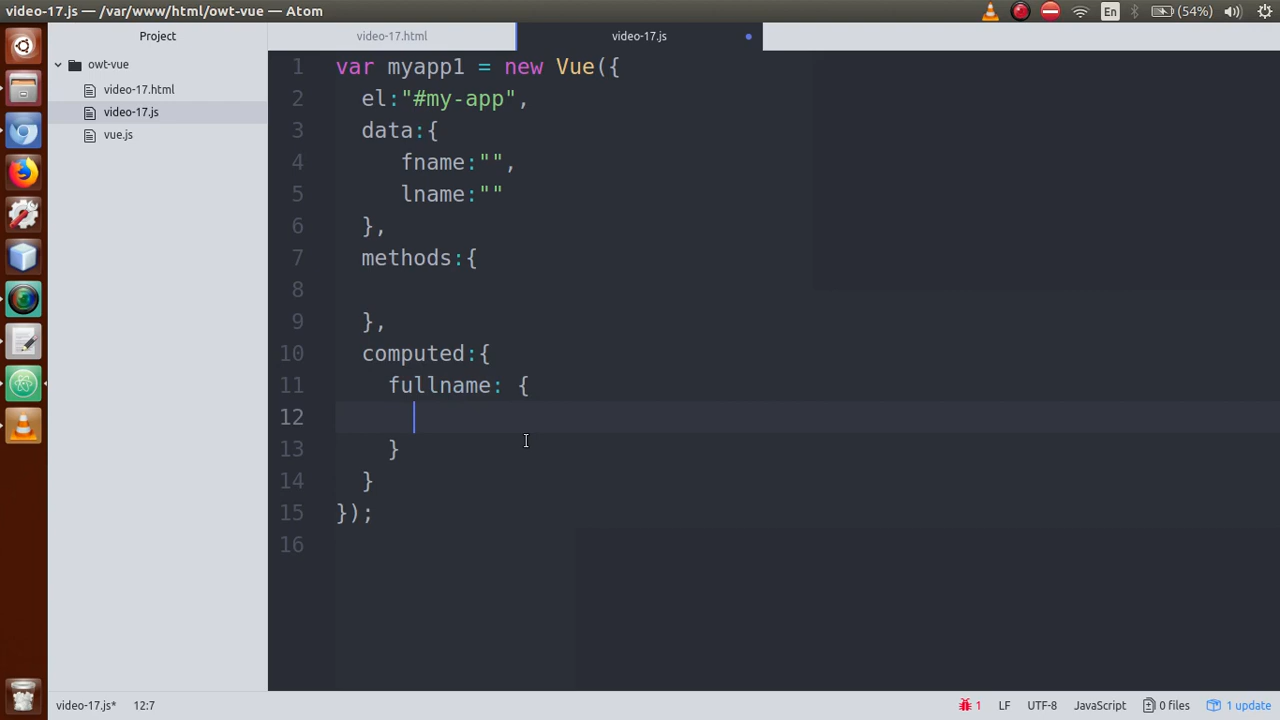 video-17.js — /var/www/html/owt-vue — Atom
En
(54%)
Project
owt-vue
video-17.html
video-17.js
vue.js
video-17.html
video-17.js
1 var myapp1 = new Vue({
2 el:"#my-app",
3 data:{
4 fname:"",
5 lname:""
6 },
7 methods:{
8
9 },
10 computed:{
11 fullname: {
12
13 }
14 }
15 });
16
video-17.js* 12:7
1 LF UTF-8 JavaScript 0 files 1 update